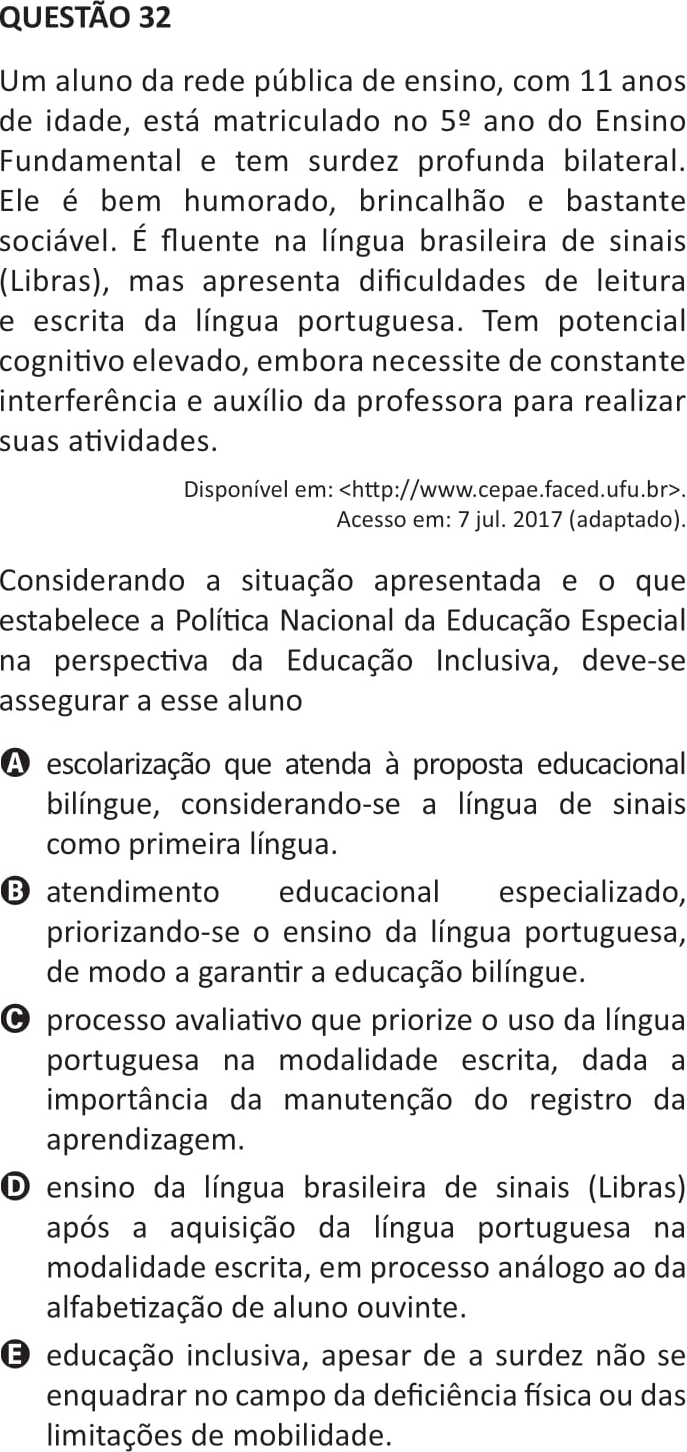 QUESTÃO 32
Um aluno da rede pública de ensino, com 11 anos
de idade, está matriculado no 5º ano do Ensino
Fundamental e tem surdez profunda bilateral.
Ele é bem humorado, brincalhão e bastante
sociável. É fluente na língua brasileira de sinais
(Libras), mas apresenta dificuldades de leitura
e escrita da língua portuguesa. Tem potencial
cognitivo elevado, embora necessite de constante
interferência e auxílio da professora para realizar
suas atividades.
Disponível em: <http://www.cepae.faced.ufu.br>.
Acesso em: 7 jul. 2017 (adaptado).
Considerando a situação apresentada e o que
estabelece a Política Nacional da Educação Especial
na perspectiva da Educação Inclusiva, deve-se
assegurar a esse aluno
A escolarização que atenda à proposta educacional
bilíngue, considerando-se a língua de sinais
como primeira língua.
B atendimento educacional especializado,
priorizando-se o ensino da língua portuguesa,
de modo a garantir a educação bilíngue.
C processo avaliativo que priorize o uso da língua
portuguesa na modalidade escrita, dada a
importância da manutenção do registro da
aprendizagem.
D ensino da língua brasileira de sinais (Libras)
após a aquisição da língua portuguesa na
modalidade escrita, em processo análogo ao da
alfabetização de aluno ouvinte.
E educação inclusiva, apesar de a surdez não se
enquadrar no campo da deficiência física ou das
limitações de mobilidade.